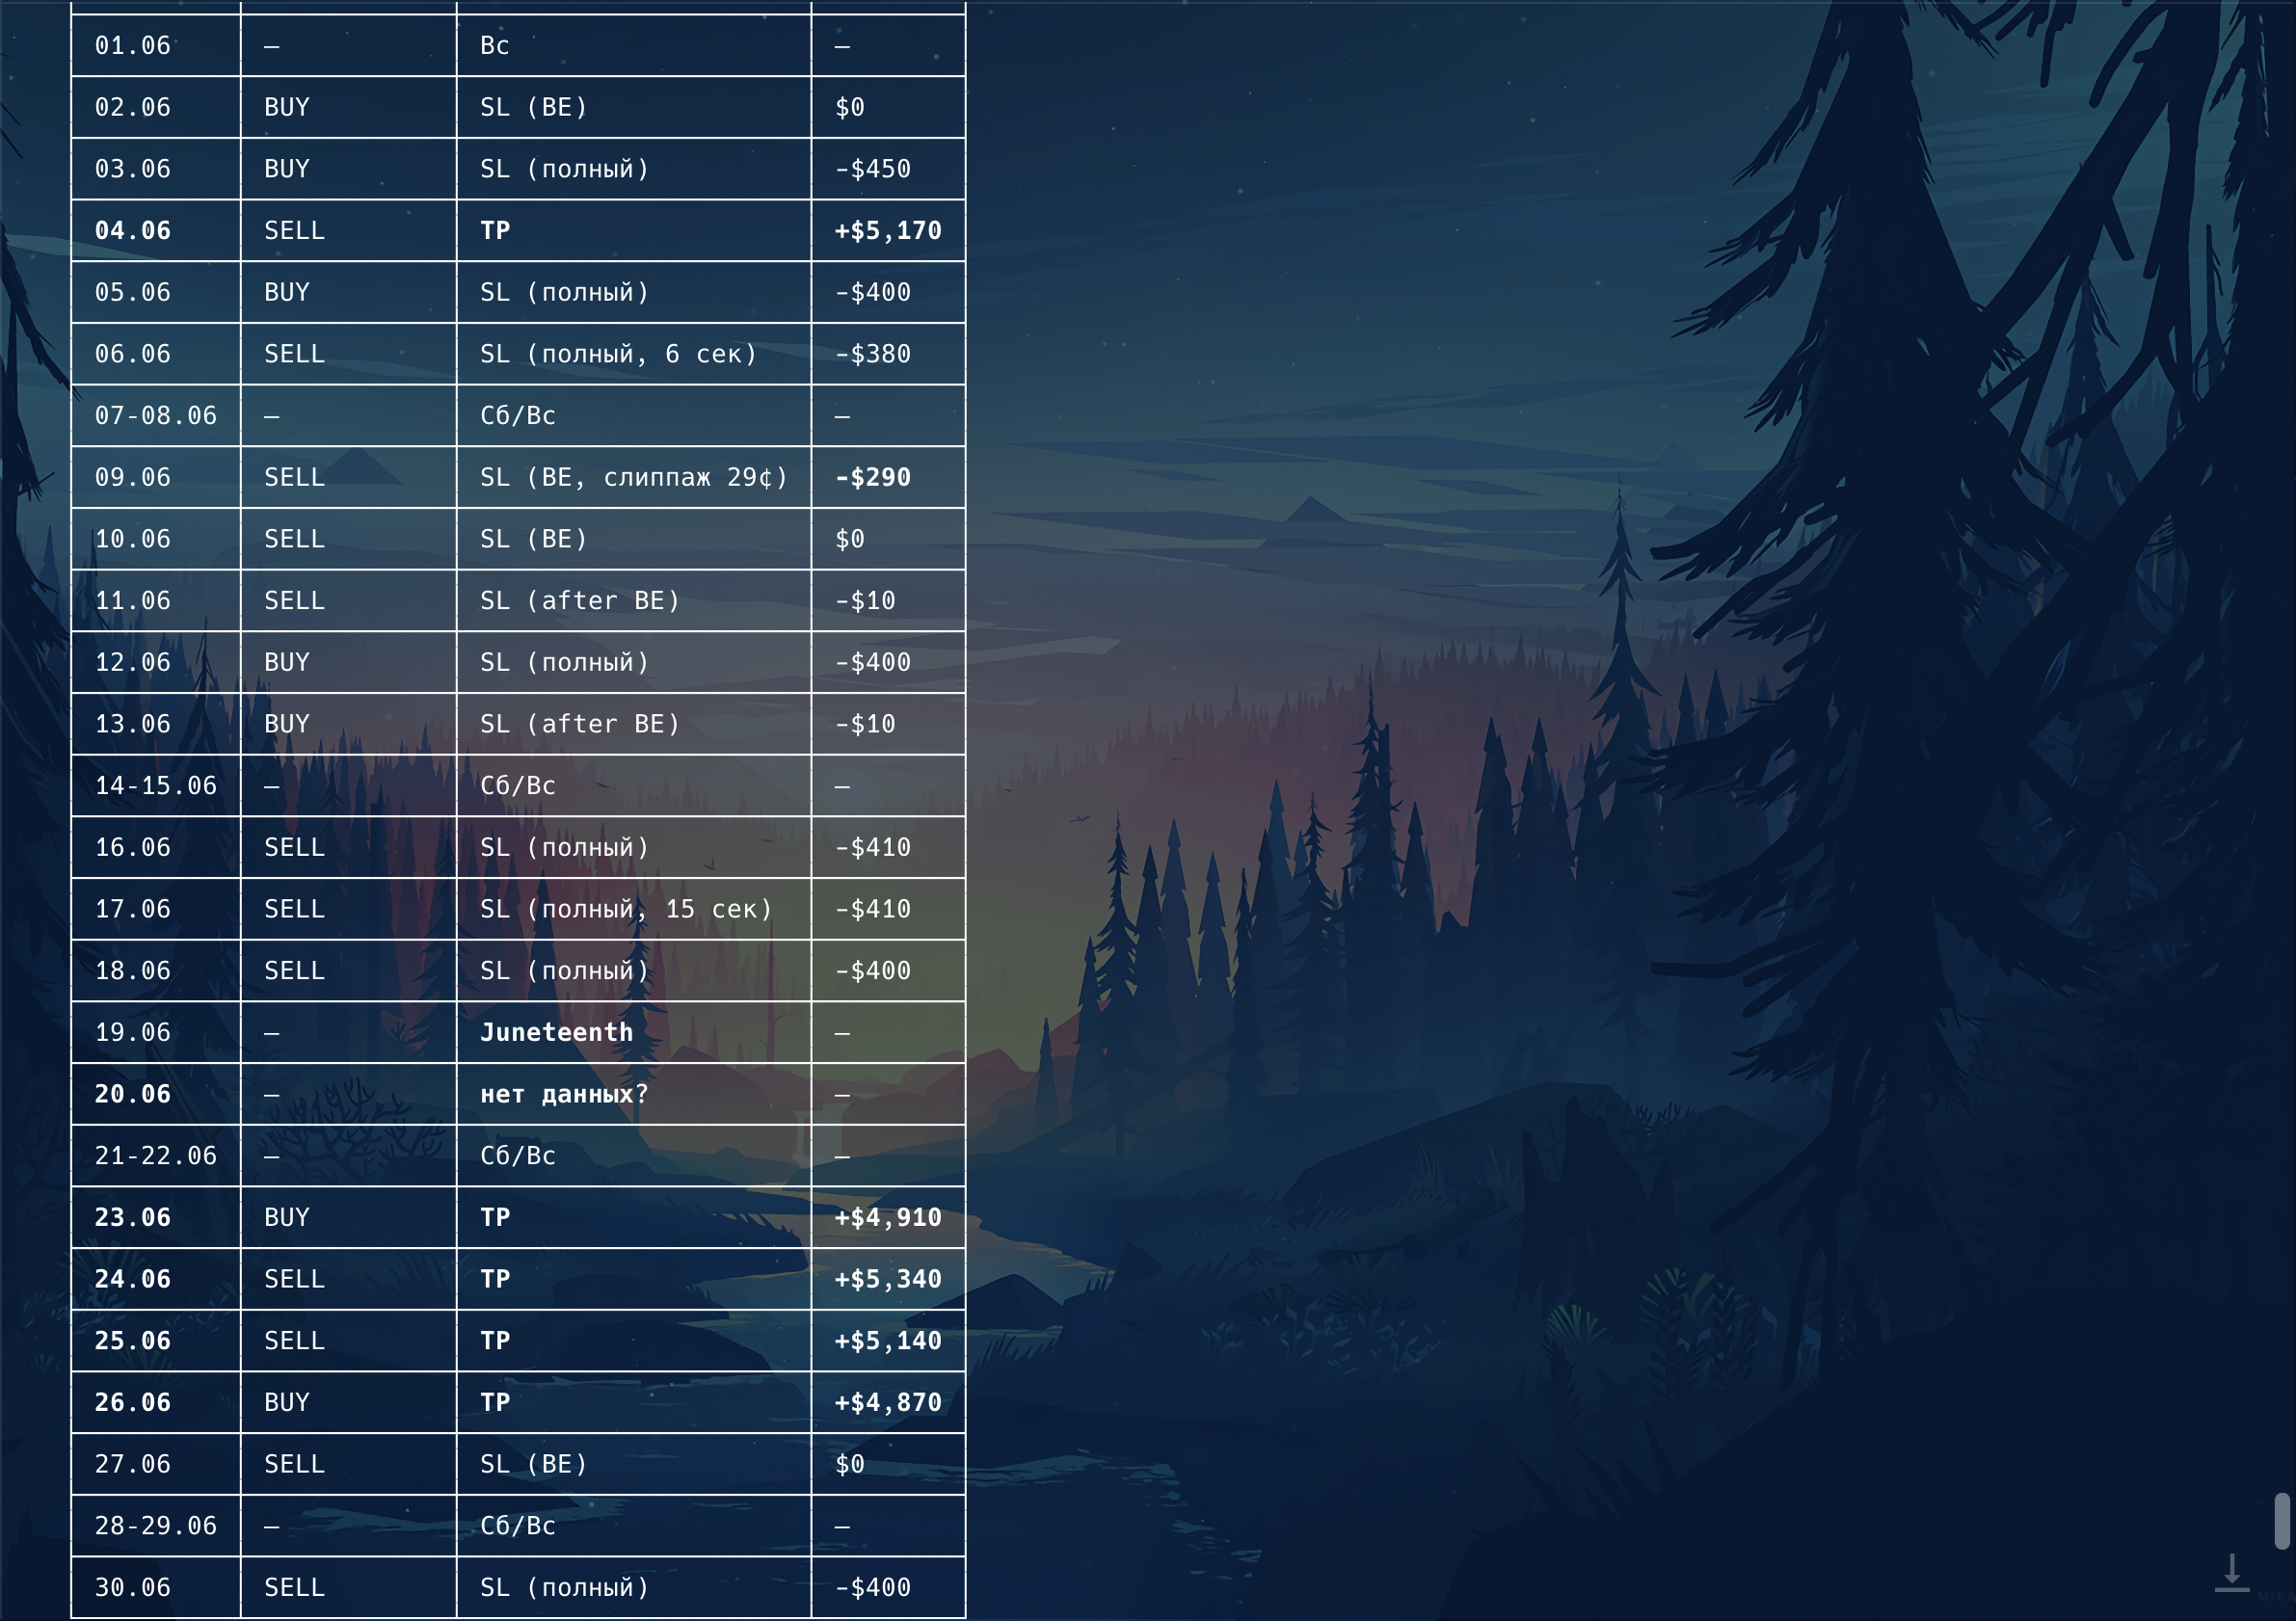 01.06 — Вс —
02.06 BUY SL (BE) $0
03.06 BUY SL (полный) -$450
04.06 SELL TP +$5,170
05.06 BUY SL (полный) -$400
06.06 SELL SL (полный, 6 сек) -$380
07-08.06 — Сб/Вс —
09.06 SELL SL (BE, слиппаж 29¢) -$290
10.06 SELL SL (BE) $0
11.06 SELL SL (after BE) -$10
12.06 BUY SL (полный) -$400
13.06 BUY SL (after BE) -$10
14-15.06 — Сб/Вс —
16.06 SELL SL (полный) -$410
17.06 SELL SL (полный, 15 сек) -$410
18.06 SELL SL (полный) -$400
19.06 — Juneteenth —
20.06 — нет данных? —
21-22.06 — Сб/Вс —
23.06 BUY TP +$4,910
24.06 SELL TP +$5,340
25.06 SELL TP +$5,140
26.06 BUY TP +$4,870
27.06 SELL SL (BE) $0
28-29.06 — Сб/Вс —
30.06 SELL SL (полный) -$400